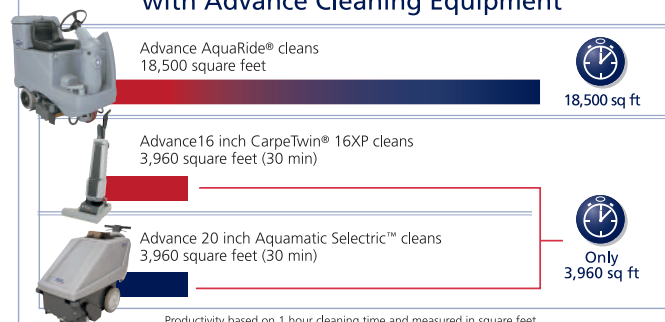 with Advance Cleaning Equipment
Advance AquaRide® cleans
18,500 square feet
18,500 sq ft
Advance16 inch CarpeTwin® 16XP cleans
3,960 square feet (30 min)
Advance 20 inch Aquamatic Selectric™ cleans
3,960 square feet (30 min)
Only
3,960 sq ft
Productivity based on 1 hour cleaning time and measured in square feet